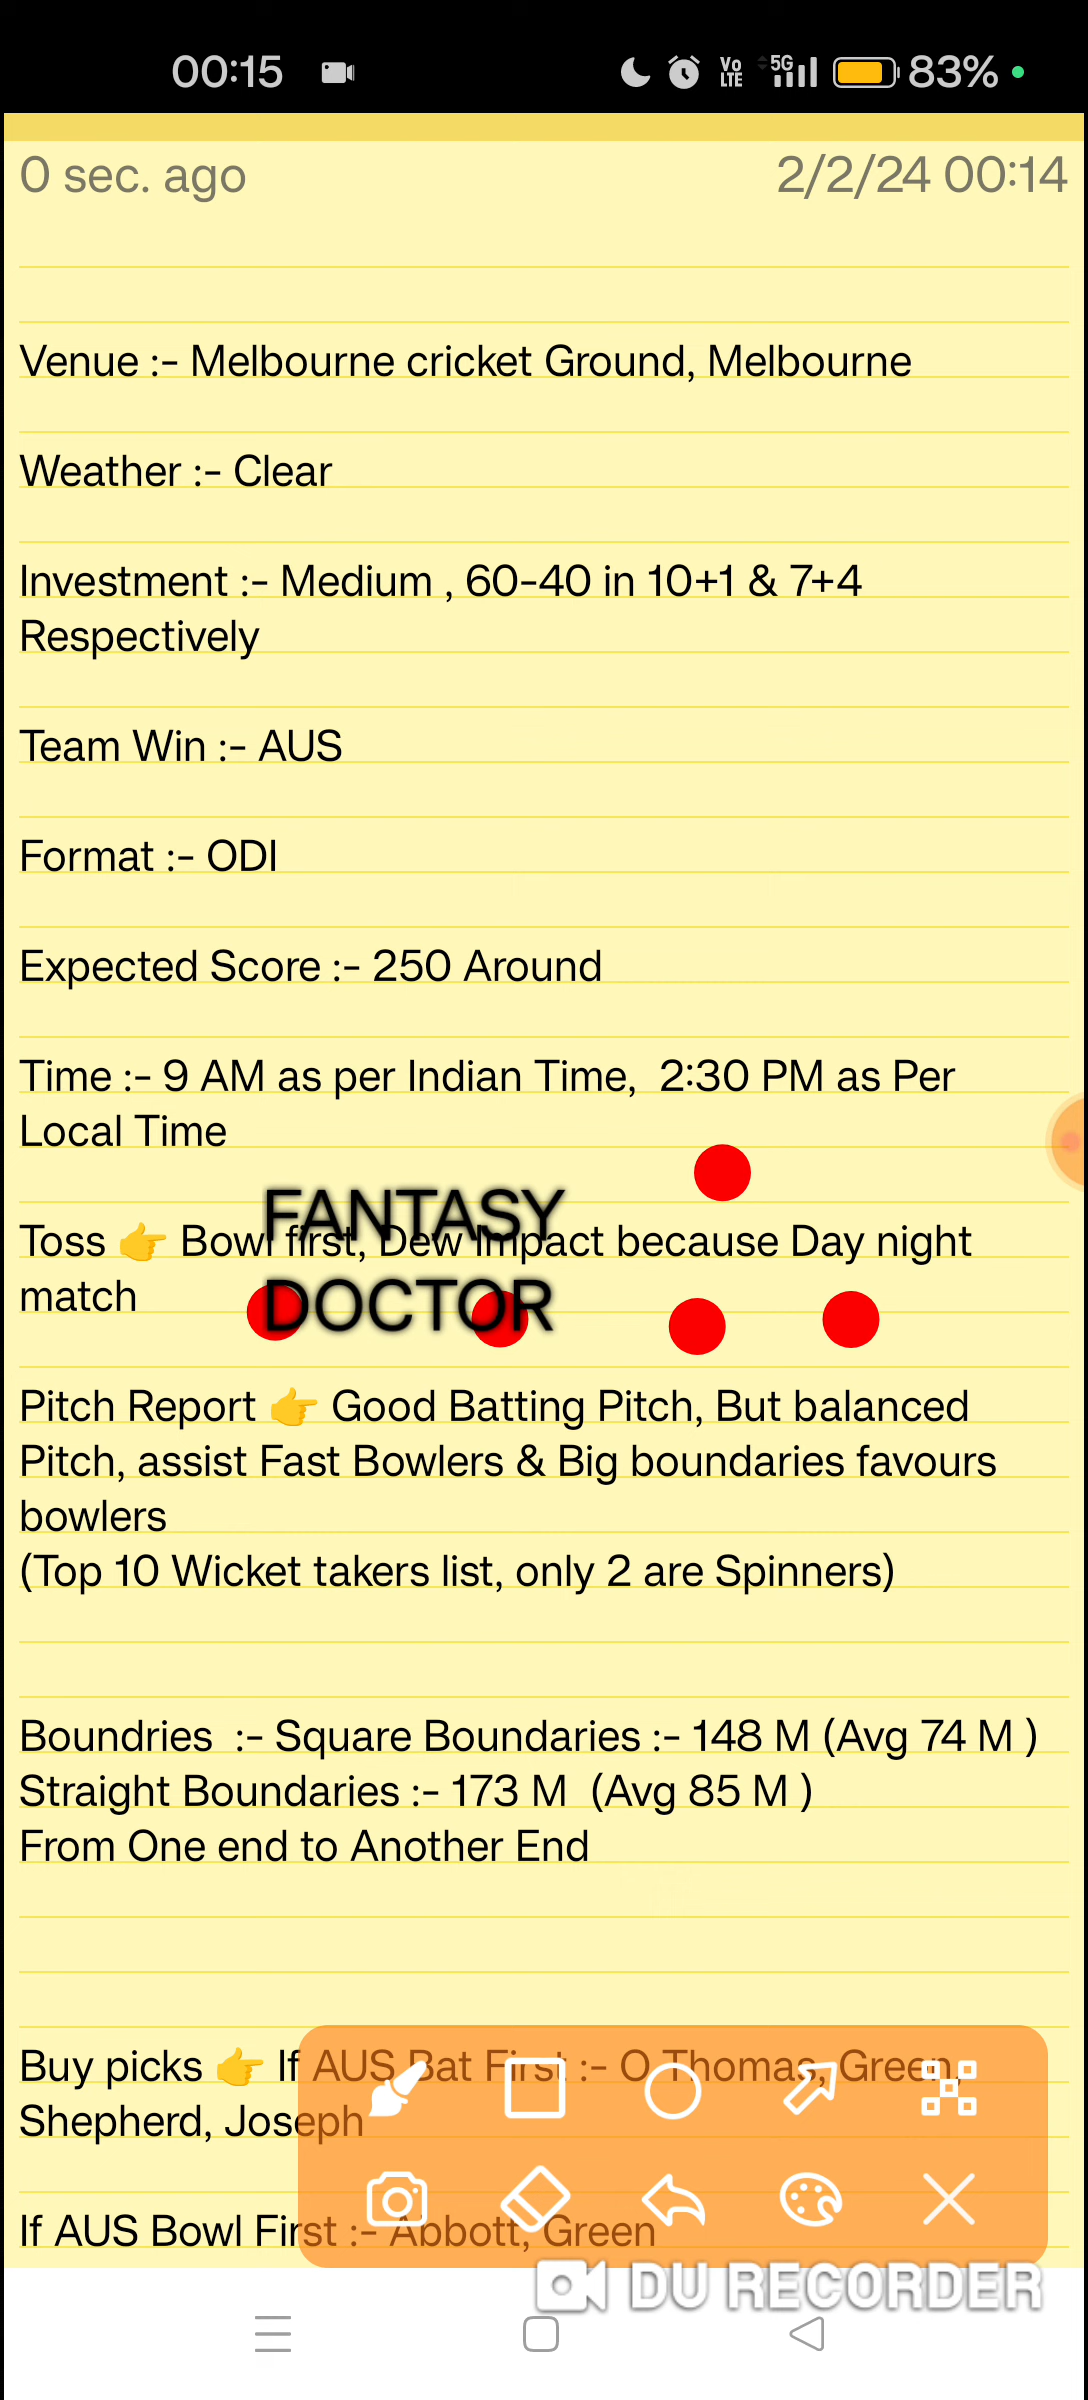 00:15 Vo LTE 5G 83%
0 sec. ago 2/2/24 00:14
Venue :- Melbourne cricket Ground, Melbourne
Weather :- Clear
Investment :- Medium , 60-40 in 10+1 & 7+4
Respectively
Team Win :- AUS
Format :- ODI
Expected Score :- 250 Around
Time :- 9 AM as per Indian Time,  2:30 PM as Per
Local Time
FANTASY
Toss 👉 Bowl first, Dew Impact because Day night
match
DOCTOR
Pitch Report 👉 Good Batting Pitch, But balanced
Pitch, assist Fast Bowlers & Big boundaries favours
bowlers
(Top 10 Wicket takers list, only 2 are Spinners)
Boundries  :- Square Boundaries :- 148 M (Avg 74 M )
Straight Boundaries :- 173 M  (Avg 85 M )
From One end to Another End
Buy picks 👉 If AUS Bat First :- O Thomas, Green,
Shepherd, Joseph
If AUS Bowl First :- Abbott, Green
DU RECORDER